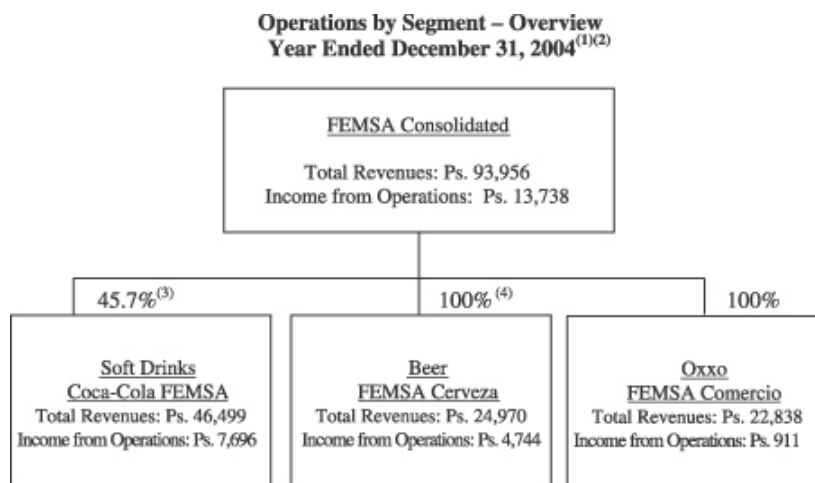 Operations by Segment – Overview
Year Ended December 31, 2004(1)(2)
FEMSA Consolidated
Total Revenues: Ps. 93,956
Income from Operations: Ps. 13,738
45.7%(3)
100% (4)
100%
Soft Drinks
Coca-Cola FEMSA
Total Revenues: Ps. 46,499
Income from Operations: Ps. 7,696
Beer
FEMSA Cerveza
Total Revenues: Ps. 24,970
Income from Operations: Ps. 4,744
Oxxo
FEMSA Comercio
Total Revenues: Ps. 22,838
Income from Operations: Ps. 911